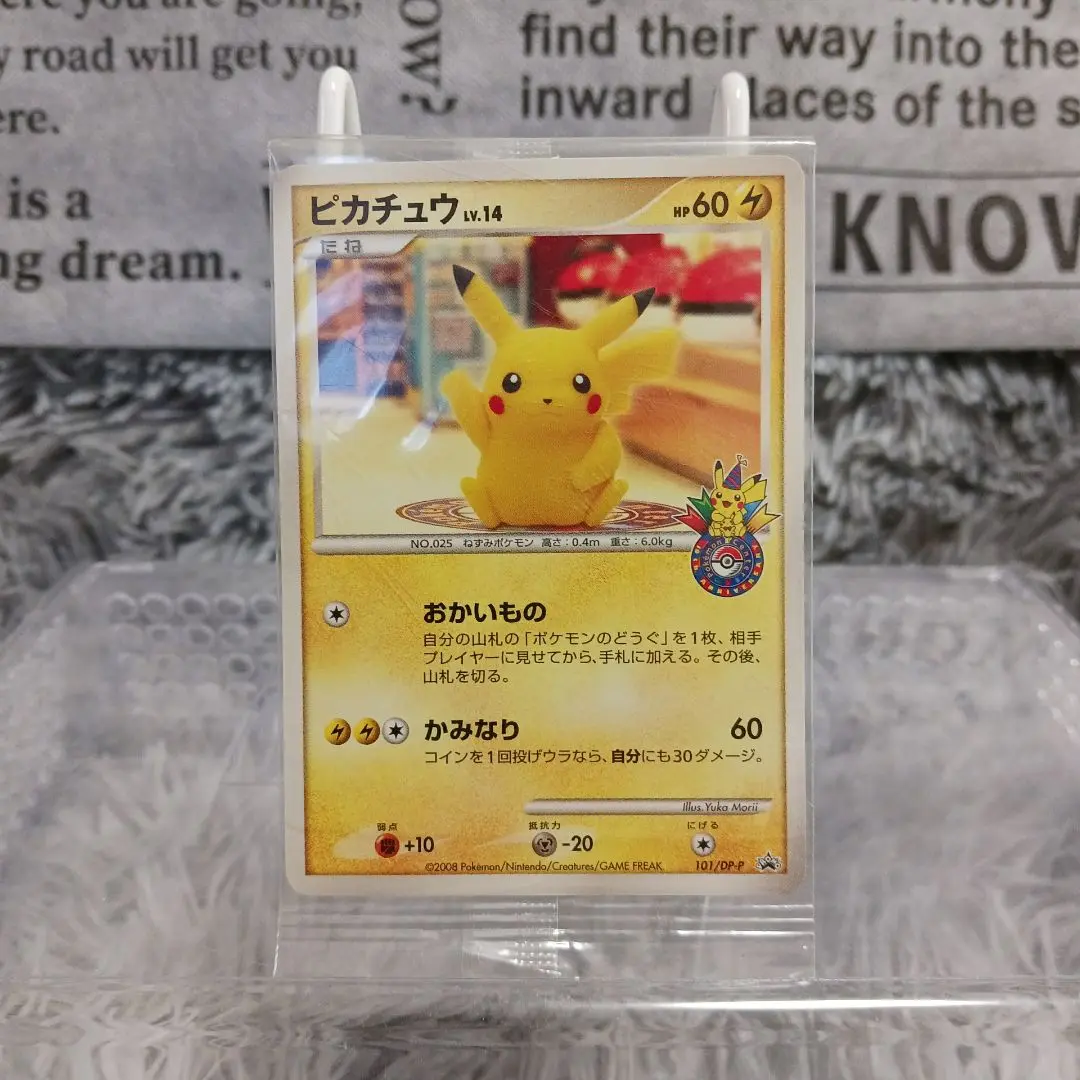 ere you are going,
y road will get you
ere.
is a
ng dream.
OW?
find their way into the
inward laces of the s
KNOW
ピカチュウ LV.14
HP 60
たね
NO.025 ねずみポケモン 高さ:0.4m 重さ:6.0kg
Pokémon Center
おかいもの
自分の山札の「ポケモンのどうぐ」を1枚、相手
プレイヤーに見せてから、手札に加える。その後、
山札を切る。
かみなり 60
コインを1回投げウラなら、自分にも30ダメージ。
Illus. Yuka Morii
弱点 抵抗力 にげる
+10 -20
©2008 Pokémon/Nintendo/Creatures/GAME FREAK.
101/DP-P